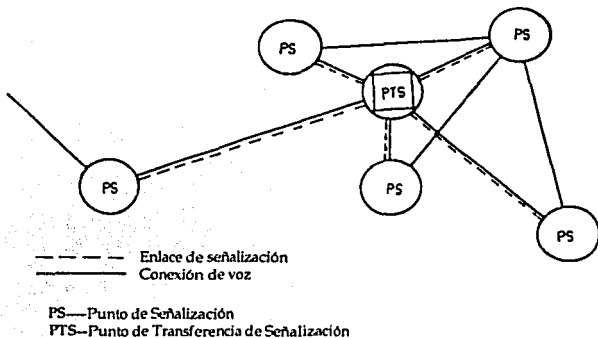 PS
PS
PTS
PS
PS
PS
Enlace de señalización
Conexión de voz
PS—Punto de Señalización
PTS—Punto de Transferencia de Señalización